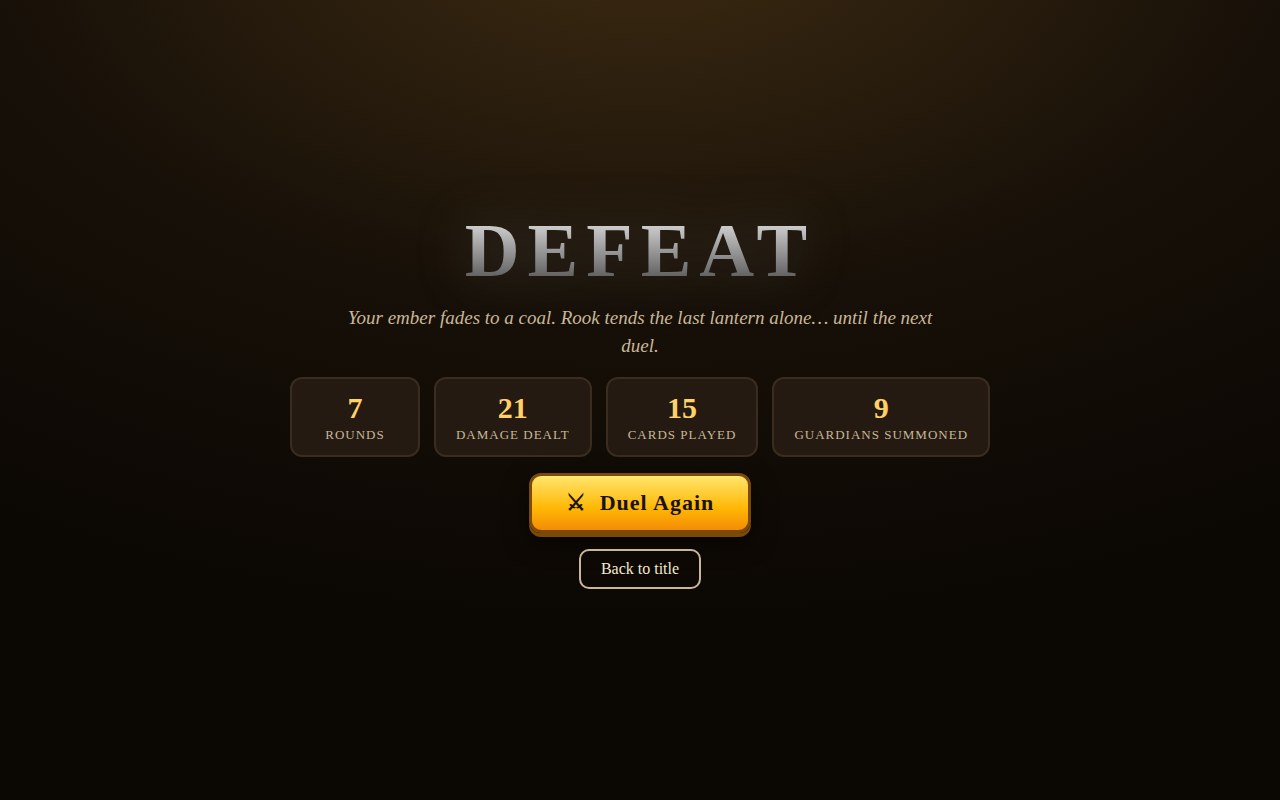 DEFEAT
Your ember fades to a coal. Rook tends the last lantern alone… until the next
duel.
7
ROUNDS
21
DAMAGE DEALT
15
CARDS PLAYED
9
GUARDIANS SUMMONED
⚔ Duel Again
Back to title